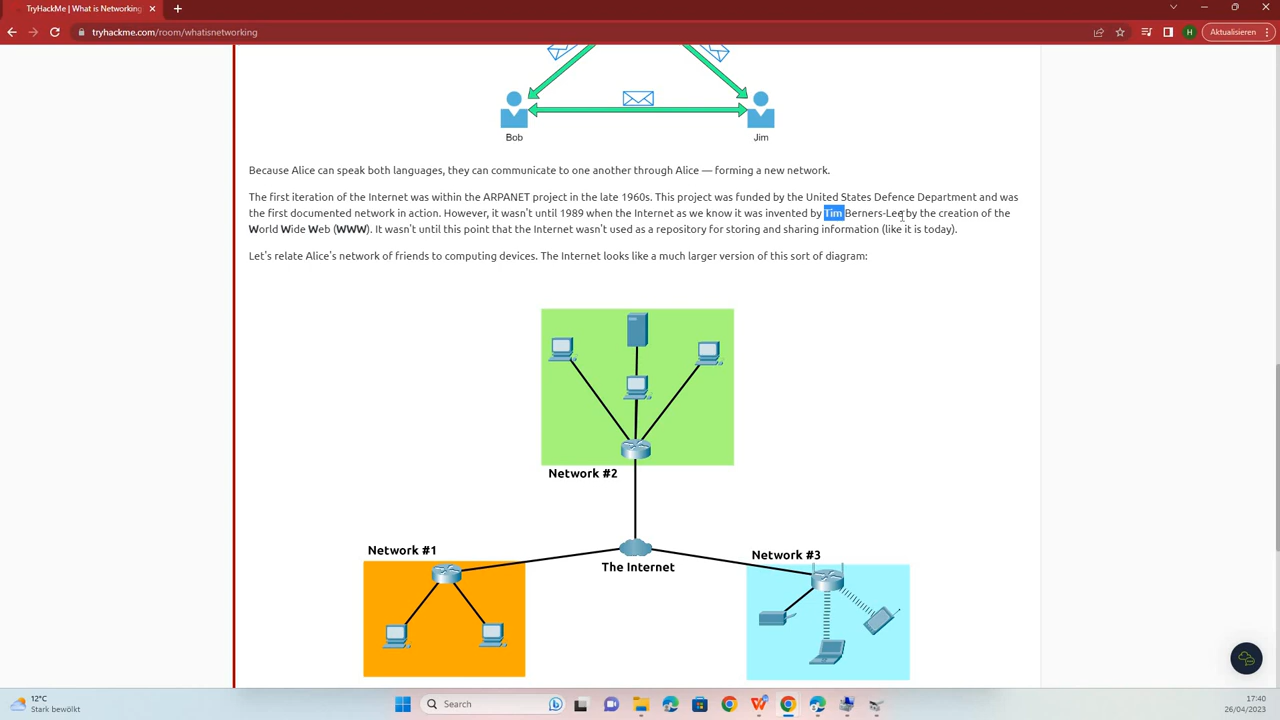 TryHackMe | What is Networking
tryhackme.com/room/whatisnetworking
H
Aktualisieren
Bob
Jim
Because Alice can speak both languages, they can communicate to one another through Alice — forming a new network.
The first iteration of the Internet was within the ARPANET project in the late 1960s. This project was funded by the United States Defence Department and was
the first documented network in action. However, it wasn't until 1989 when the Internet as we know it was invented by Tim Berners-Lee by the creation of the
World Wide Web (WWW). It wasn't until this point that the Internet wasn't used as a repository for storing and sharing information (like it is today).
Let's relate Alice's network of friends to computing devices. The Internet looks like a much larger version of this sort of diagram:
Network #2
Network #1
The Internet
Network #3
12°C
Stark bewölkt
Search
17:40
26/04/2023